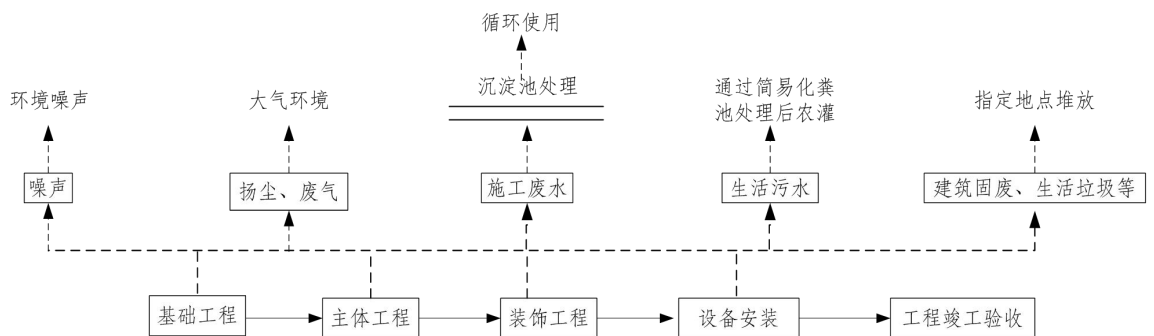 循环使用
沉淀池处理
环境噪声
大气环境
通过简易化粪
池处理后农灌
指定地点堆放
噪声
扬尘、废气
施工废水
生活污水
建筑固废、生活垃圾等
基础工程
主体工程
装饰工程
设备安装
工程竣工验收